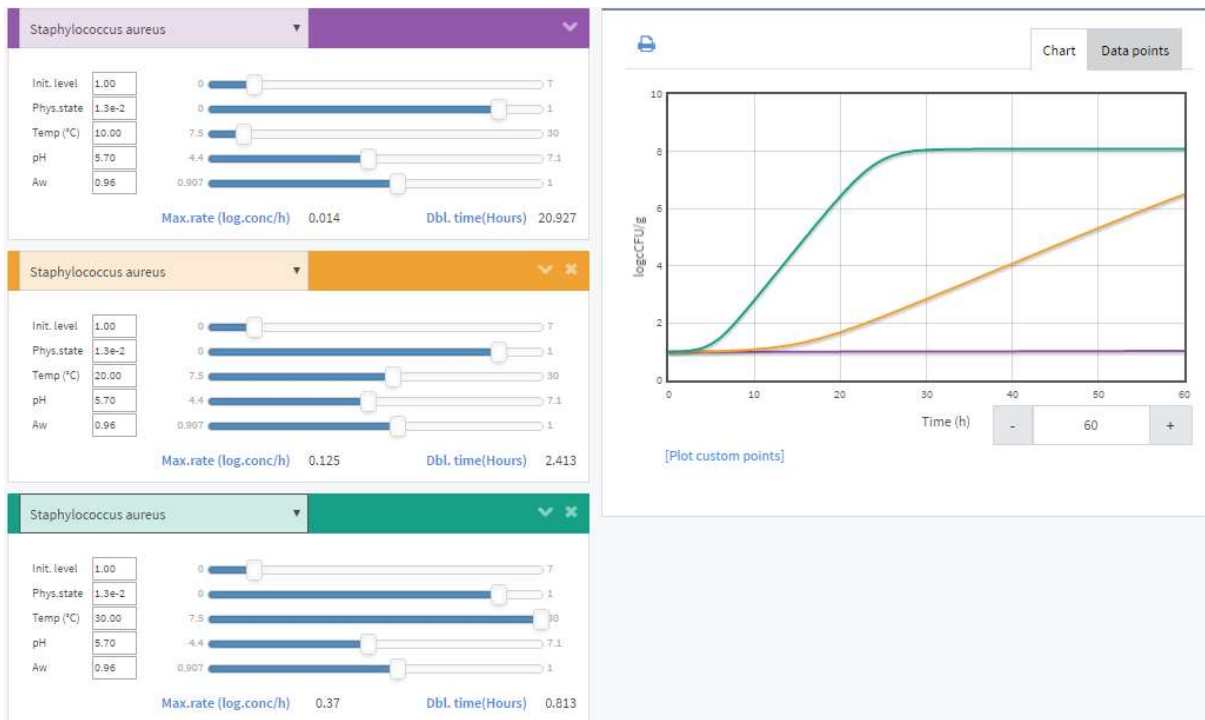 Staphylococcus aureus ▼
Init. level 1.00 0 7
Phys.state 1.3e-2 0 1
Temp (°C) 10.00 7.5 30
pH 5.70 4.4 7.1
Aw 0.96 0.907 1
Max.rate (log.conc/h) 0.014 Dbl. time(Hours) 20.927
Staphylococcus aureus ▼
Init. level 1.00 0 7
Phys.state 1.3e-2 0 1
Temp (°C) 20.00 7.5 30
pH 5.70 4.4 7.1
Aw 0.96 0.907 1
Max.rate (log.conc/h) 0.125 Dbl. time(Hours) 2.413
Staphylococcus aureus ▼
Init. level 1.00 0 7
Phys.state 1.3e-2 0 1
Temp (°C) 30.00 7.5 30
pH 5.70 4.4 7.1
Aw 0.96 0.907 1
Max.rate (log.conc/h) 0.37 Dbl. time(Hours) 0.813
Chart Data points
10
8
6
4
2
0
logcCFU/g
0 10 20 30 40 50 60
Time (h) - 60 +
[Plot custom points]